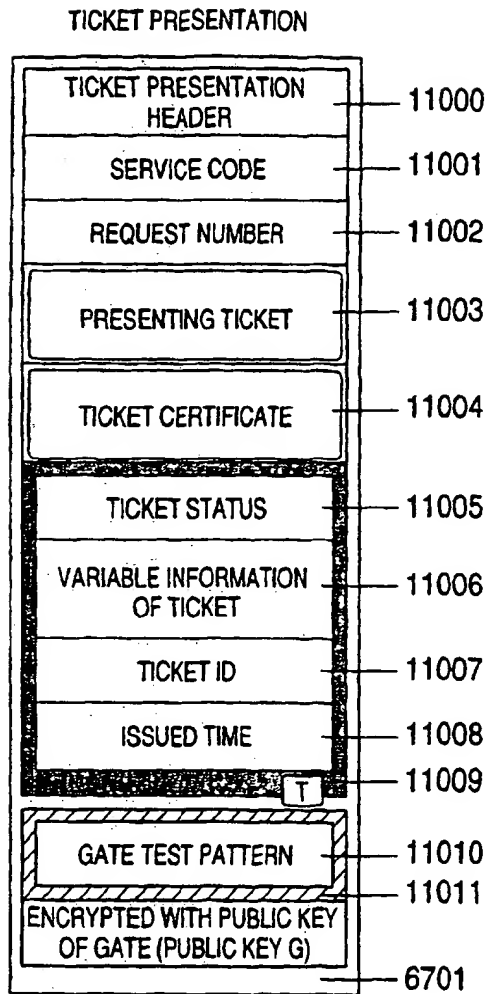 TICKET PRESENTATION
TICKET PRESENTATION
HEADER
11000
SERVICE CODE
11001
REQUEST NUMBER
11002
PRESENTING TICKET
11003
TICKET CERTIFICATE
11004
TICKET STATUS
11005
VARIABLE INFORMATION
OF TICKET
11006
TICKET ID
11007
ISSUED TIME
11008
11009
T
GATE TEST PATTERN
11010
11011
ENCRYPTED WITH PUBLIC KEY
OF GATE (PUBLIC KEY G)
6701